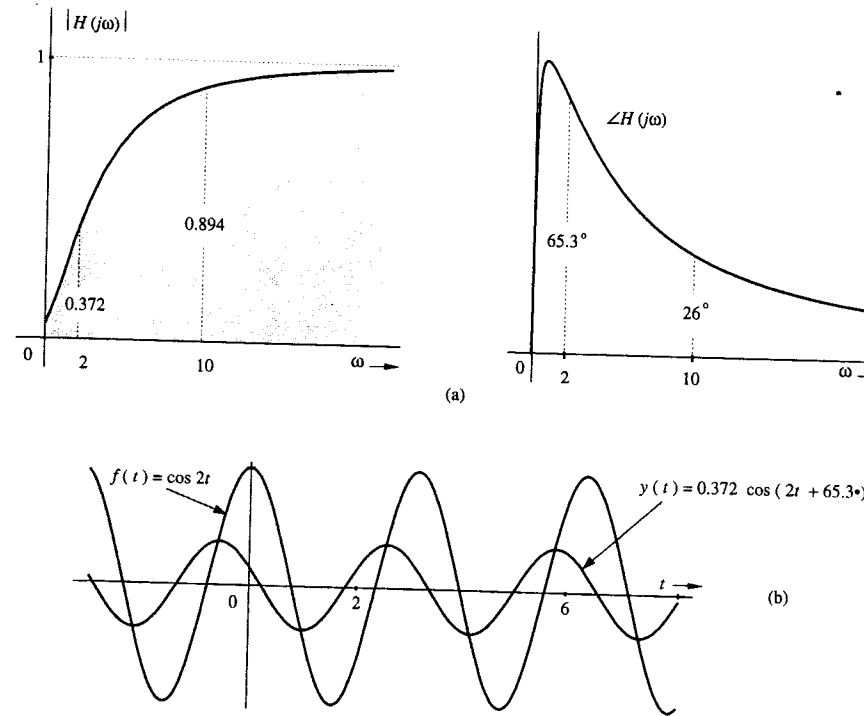 |H(jω)|
1
0.894
0.372
0
2
10
ω
∠H(jω)
65.3°
26°
0
2
10
ω
(a)
f(t) = cos 2t
y(t) = 0.372 cos (2t + 65.3•)
0
2
6
t
(b)